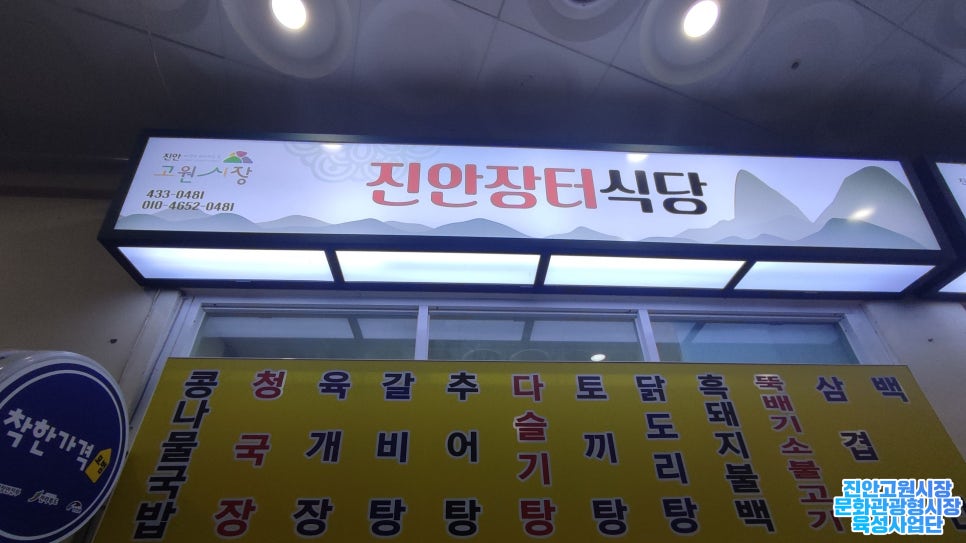 진안
고원시장
433-0481
010-4652-0481
진안장터식당
착한가격
콩나물국밥
청국장
육개장
갈비탕
추어탕
다슬기탕
토끼탕
닭도리탕
흑돼지불백
뚝배기소불고기
삼겹
백
진안고원시장
문화관광형시장
육성사업단